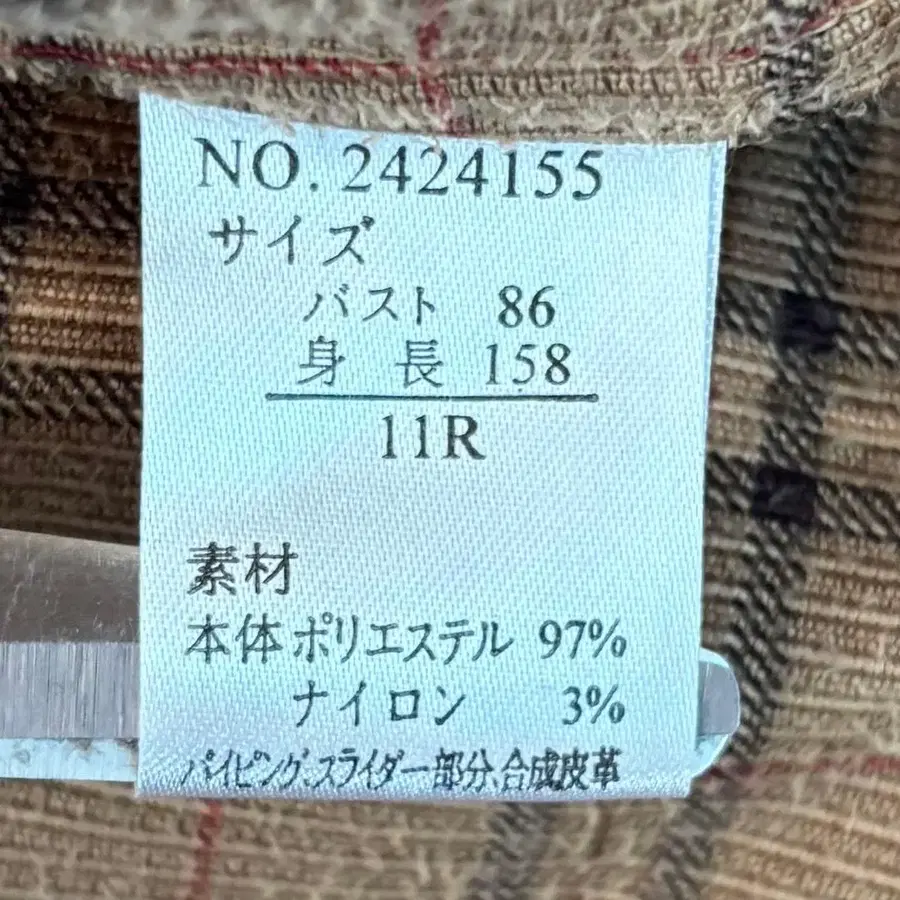 NO. 2424155
サイズ
バスト 86
身長 158
11R
素材
本体 ポリエステル 97%
ナイロン 3%
パイピング、スライダー部分、合成皮革